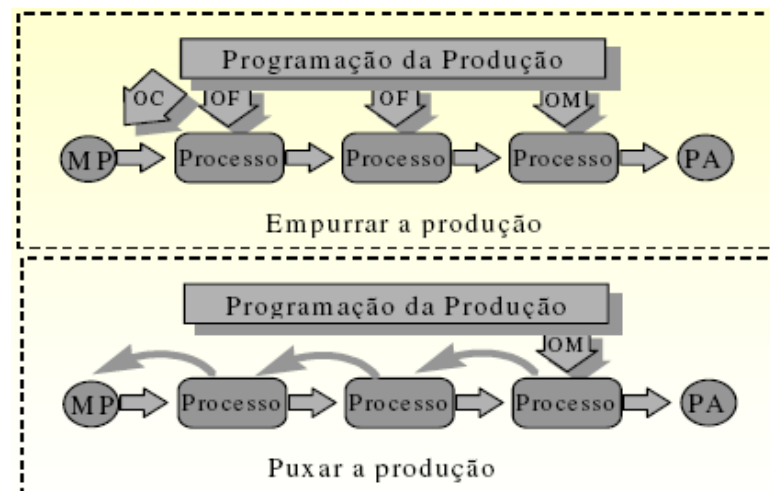 Programação da Produção
OC OF OF OM
MP Processo Processo Processo PA
Empurrar a produção
Programação da Produção
OM
MP Processo Processo Processo PA
Puxar a produção